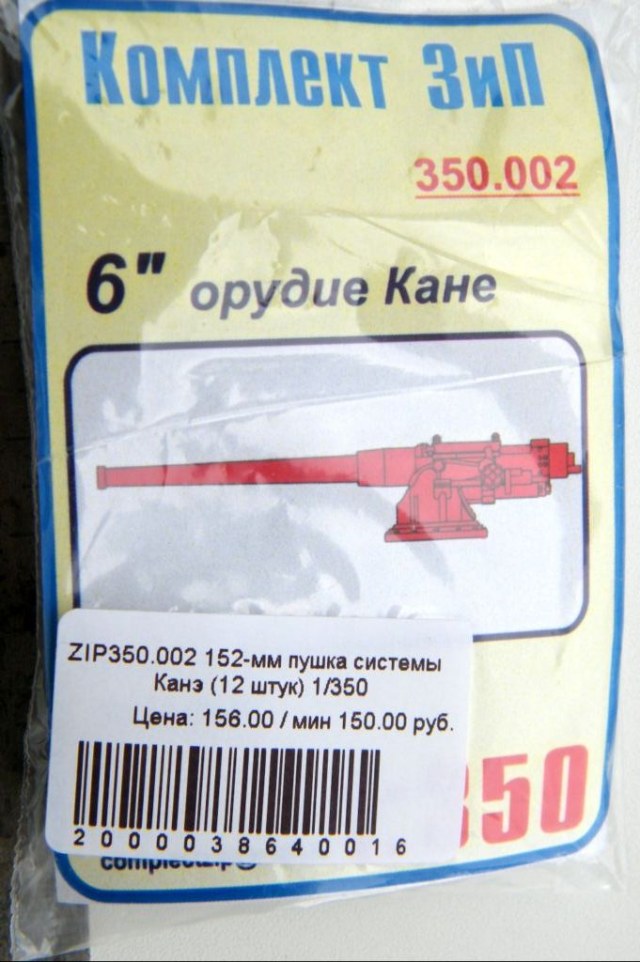 Комплект ЗиП
350.002
6" орудие Кане
ZIP350.002 152-мм пушка системы
Канэ (12 штук) 1/350
Цена: 156.00 / мин 150.00 руб.
350
2000038640016